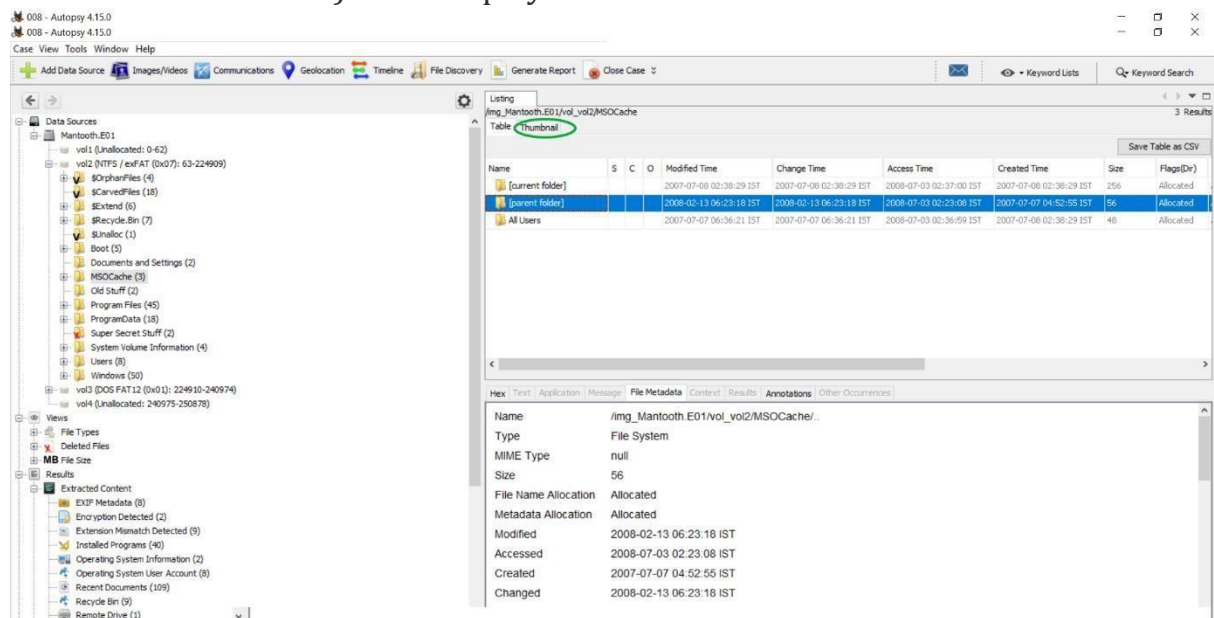 008 - Autopsy 4.15.0
008 - Autopsy 4.15.0
Case View Tools Window Help
Add Data Source Images/Videos Communications Geolocation Timeline File Discovery Generate Report Close Case Keyword Lists Keyword Search
Data Sources
Mantooth.E01
vol1 (Unallocated: 0-62)
vol2 (NTFS / exFAT (0x07): 63-224909)
$OrphanFiles (4)
$CarvedFiles (18)
$Extend (6)
$Recycle.Bin (7)
$Unalloc (1)
Boot (5)
Documents and Settings (2)
MSOCache (3)
Old Stuff (2)
Program Files (45)
ProgramData (18)
Super Secret Stuff (2)
System Volume Information (4)
Users (8)
Windows (50)
vol3 (DOS FAT12 (0x01): 224910-240974)
vol4 (Unallocated: 240975-250878)
Views
File Types
Deleted Files
MB File Size
Results
Extracted Content
EXIF Metadata (8)
Encryption Detected (2)
Extension Mismatch Detected (9)
Installed Programs (40)
Operating System Information (2)
Operating System User Account (8)
Recent Documents (109)
Recycle Bin (9)
Remote Drive (1)
Listing
/img_Mantooth.E01/vol_vol2/MSOCache
3 Results
Table Thumbnail
Save Table as CSV
Name S C O Modified Time Change Time Access Time Created Time Size Flags(Dir)
[current folder] 2007-07-08 02:38:29 IST 2007-07-08 02:38:29 IST 2008-07-03 02:37:00 IST 2007-07-08 02:38:29 IST 256 Allocated
[parent folder] 2008-02-13 06:23:18 IST 2008-02-13 06:23:18 IST 2008-07-03 02:23:08 IST 2007-07-07 04:52:55 IST 56 Allocated
All Users 2007-07-07 06:36:21 IST 2007-07-07 06:36:21 IST 2008-07-03 02:36:59 IST 2007-07-08 02:38:29 IST 48 Allocated
Hex Text Application Message File Metadata Context Results Annotations Other Occurrences
Name /img_Mantooth.E01/vol_vol2/MSOCache/..
Type File System
MIME Type null
Size 56
File Name Allocation Allocated
Metadata Allocation Allocated
Modified 2008-02-13 06:23:18 IST
Accessed 2008-07-03 02:23:08 IST
Created 2007-07-07 04:52:55 IST
Changed 2008-02-13 06:23:18 IST